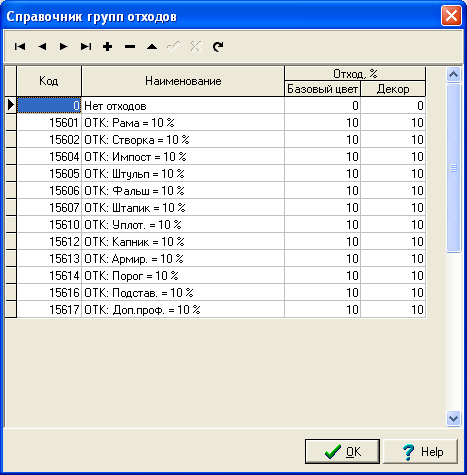 Справочник групп отходов
Код Наименование Отход, %
Базовый цвет Декор
0 Нет отходов 0 0
15601 ОТК: Рама = 10 % 10 10
15602 ОТК: Створка = 10 % 10 10
15604 ОТК: Импост = 10 % 10 10
15605 ОТК: Штульп = 10 % 10 10
15606 ОТК: Фальш = 10 % 10 10
15607 ОТК: Штапик = 10 % 10 10
15610 ОТК: Уплот. = 10 % 10 10
15612 ОТК: Капник = 10 % 10 10
15613 ОТК: Армир. = 10 % 10 10
15614 ОТК: Порог = 10 % 10 10
15616 ОТК: Подстав. = 10 % 10 10
15617 ОТК: Доп.проф. = 10 % 10 10
OK Help